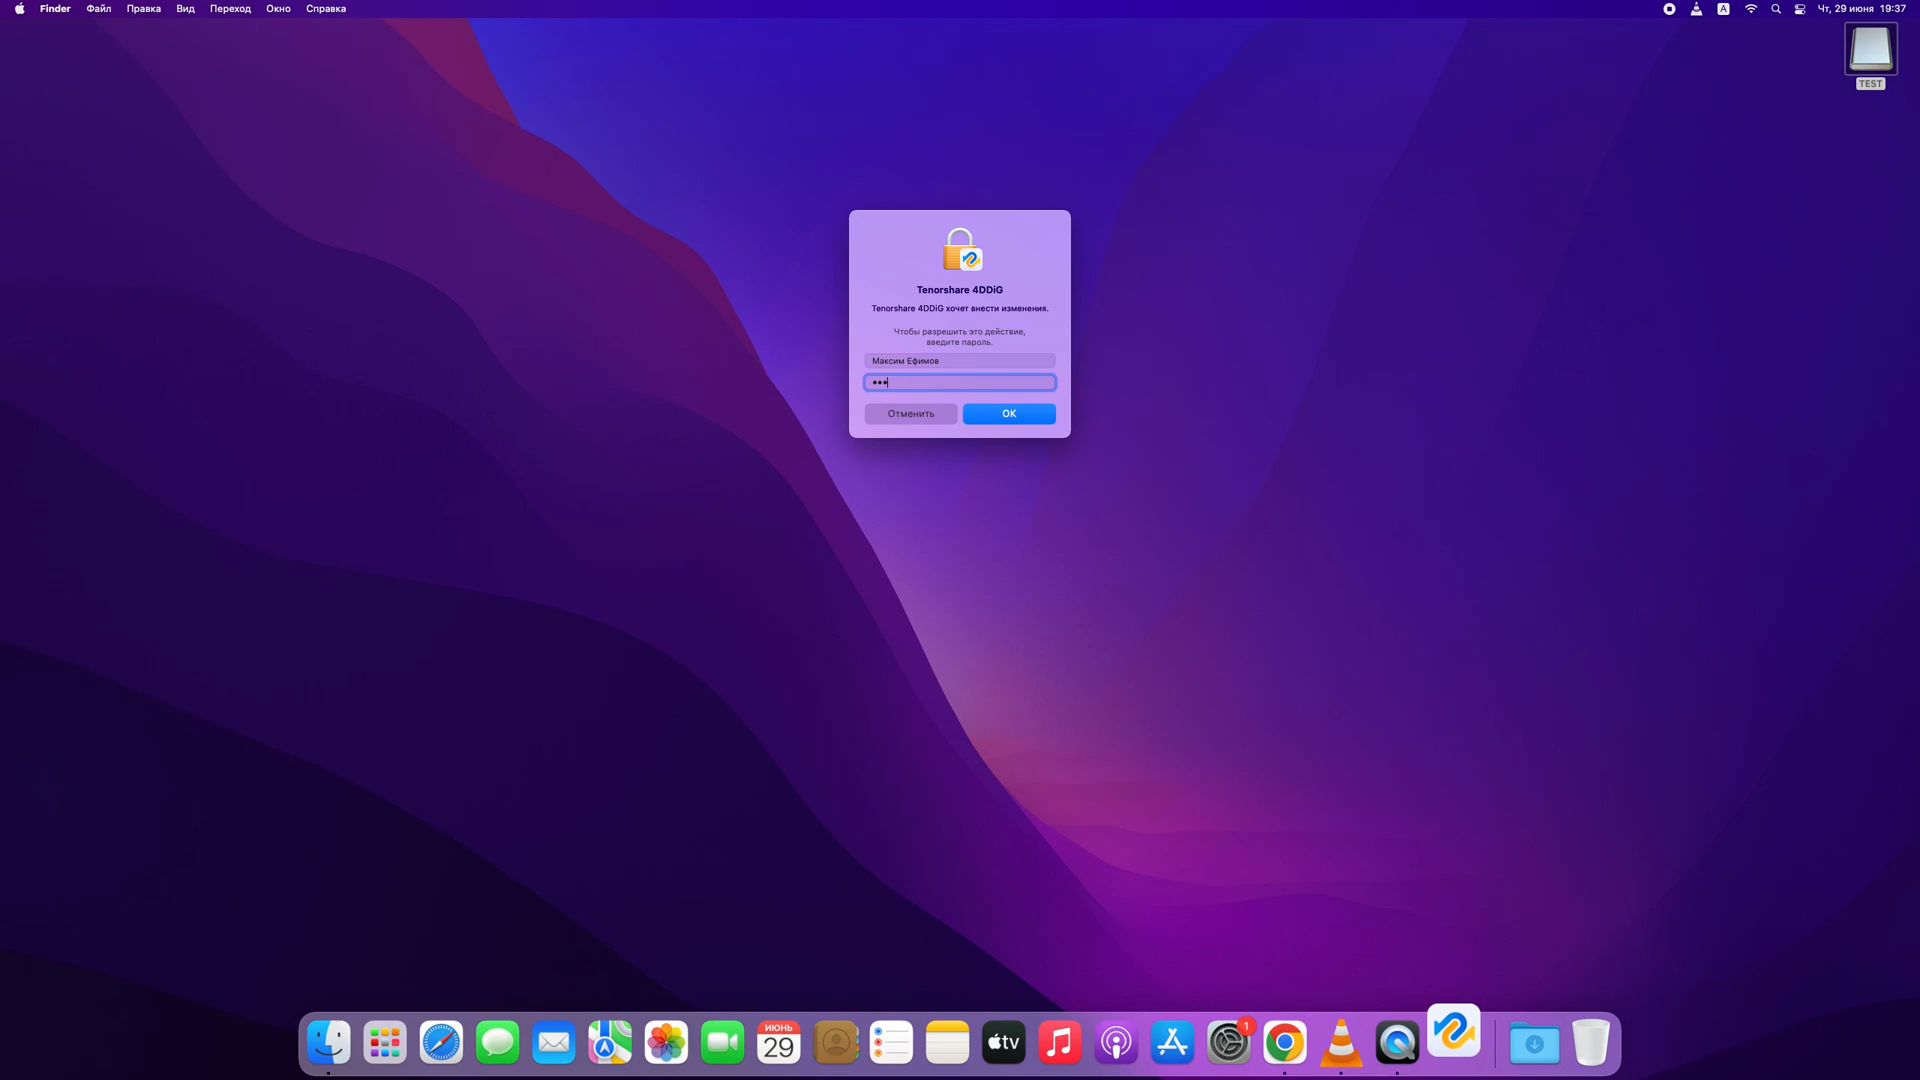 Finder Файл Правка Вид Переход Окно Справка
A Чт, 29 июня 19:37
TEST
Tenorshare 4DDiG
Tenorshare 4DDiG хочет внести изменения.
Чтобы разрешить это действие,
введите пароль.
Максим Ефимов
•••
Отменить OK
ИЮНЬ
29
tv
1